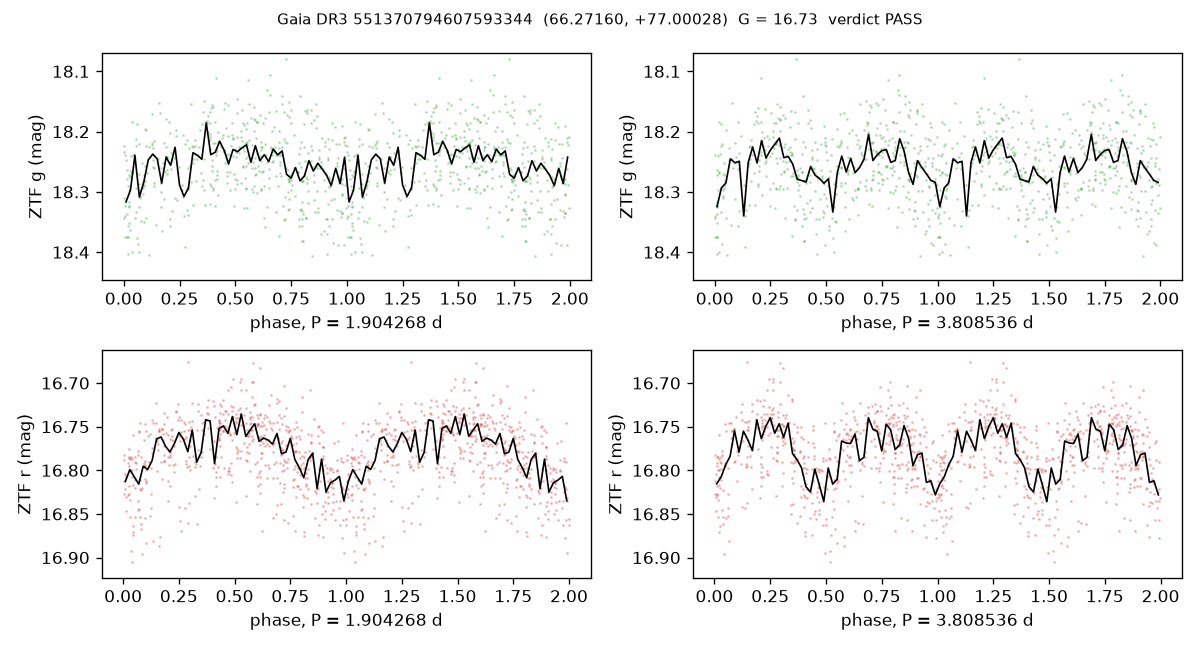 Gaia DR3 551370794607593344 (66.27160, +77.00028) G = 16.73 verdict PASS
ZTF g (mag)
18.1
18.2
18.3
18.4
0.00 0.25 0.50 0.75 1.00 1.25 1.50 1.75 2.00
phase, P = 1.904268 d
ZTF g (mag)
18.1
18.2
18.3
18.4
0.00 0.25 0.50 0.75 1.00 1.25 1.50 1.75 2.00
phase, P = 3.808536 d
ZTF r (mag)
16.70
16.75
16.80
16.85
16.90
0.00 0.25 0.50 0.75 1.00 1.25 1.50 1.75 2.00
phase, P = 1.904268 d
ZTF r (mag)
16.70
16.75
16.80
16.85
16.90
0.00 0.25 0.50 0.75 1.00 1.25 1.50 1.75 2.00
phase, P = 3.808536 d